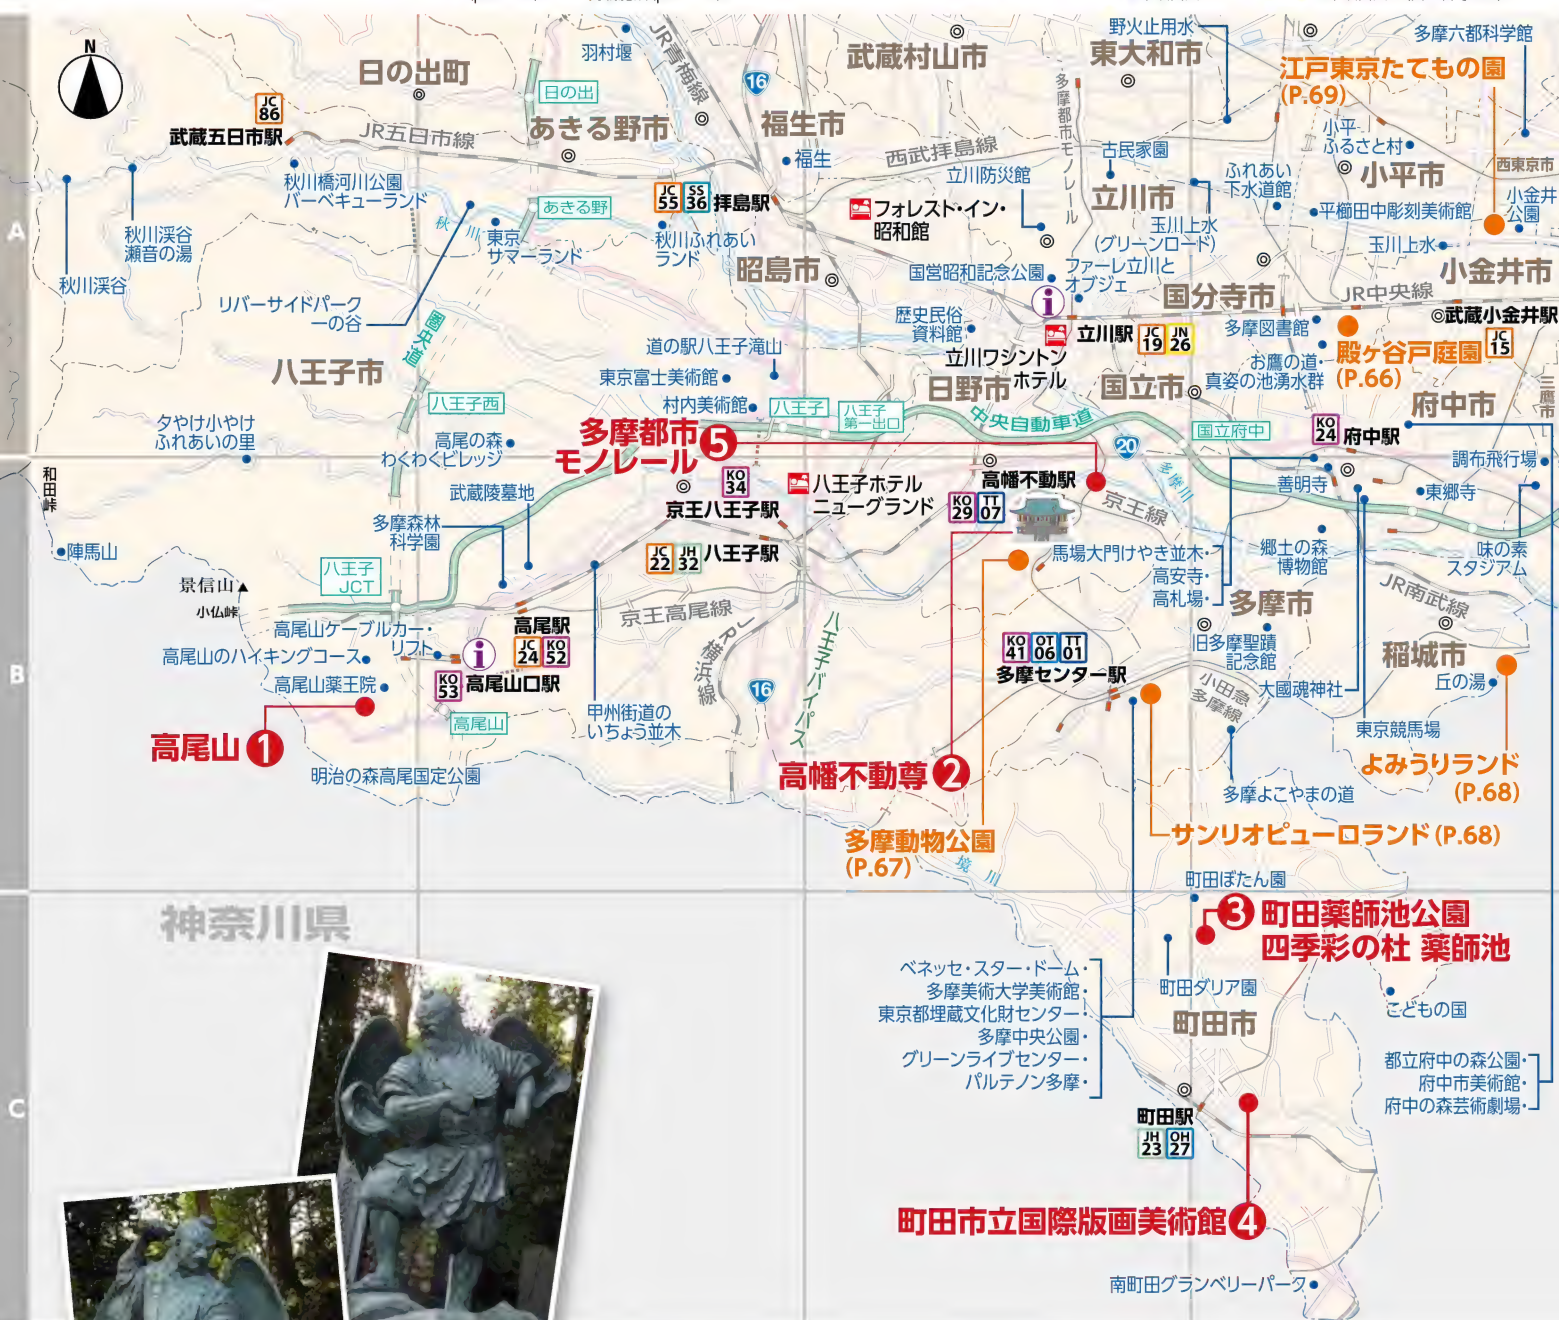 N
日の出町
羽村堰
JR青梅線
16
武蔵村山市
野火止用水
東大和市
多摩六都科学館
江戸東京たてもの園
(P.69)
JC
86
武蔵五日市駅
JR五日市線
日の出
あきる野市
福生市
福生
西武拝島線
多摩都市モノレール
古民家園
小平
ふるさと村
小平市
西東京市
秋川橋河川公園
バーベキューランド
JC
55
SS
36
拝島駅
立川防災館
立川市
ふれあい
下水道館
小金井
公園
A
あきる野
秋川
フォレスト・イン・
昭和館
平櫛田中彫刻美術館
秋川渓谷
瀬音の湯
東京
サマーランド
秋川ふれあい
ランド
玉川上水
(グリーンロード)
玉川上水
秋川渓谷
昭島市
国営昭和記念公園
ファーレ立川と
オブジェ
小金井市
リバーサイドパーク
一の谷
圏央道
i
国分寺市
JR中央線
歴史民俗
資料館
立川駅
JC
19
JN
26
多摩図書館
武蔵小金井駅
JC
15
八王子市
道の駅八王子滝山
立川ワシントン
ホテル
お鷹の道・
真姿の池湧水群
殿ヶ谷戸庭園
(P.66)
東京富士美術館
日野市
国立市
三鷹市
八王子西
村内美術館
八王子
八王子
第一出口
中央自動車道
府中市
夕やけ小やけ
ふれあいの里
高尾の森
わくわくビレッジ
多摩都市
モノレール
5
20
国立府中
KO
24
府中駅
和田峠
武蔵陵墓地
KO
34
京王八王子駅
八王子ホテル
ニューグランド
高幡不動駅
KO
29
TT
07
多摩川
京王線
調布飛行場
善明寺
東郷寺
B
多摩森林
科学園
陣馬山
JC
22
JH
32
八王子駅
馬場大門けやき並木
高安寺
高札場
郷土の森
博物館
味の素
スタジアム
八王子
JCT
景信山
小仏峠
京王高尾線
多摩市
JR南武線
高尾山ケーブルカー・
リフト
高尾駅
JC
24
KO
52
JR横浜線
八王子バイパス
高尾山のハイキングコース
i
KO
53
高尾山口駅
KO
41
OT
06
TT
01
多摩センター駅
旧多摩聖蹟
記念館
稲城市
高尾山薬王院
16
小田急
多摩線
大國魂神社
丘の湯
高尾山
甲州街道の
いちょう並木
東京競馬場
高尾山
1
よみうりランド
(P.68)
明治の森高尾国定公園
高幡不動尊
2
多摩よこやまの道
多摩動物公園
(P.67)
サンリオピューロランド(P.68)
境川
町田ぼたん園
神奈川県
3
町田薬師池公園
四季彩の杜 薬師池
ベネッセ・スター・ドーム
多摩美術大学美術館
東京都埋蔵文化財センター
多摩中央公園
グリーンライブセンター
パルテノン多摩
町田ダリア園
こどもの国
町田市
C
都立府中の森公園
府中市美術館
府中の森芸術劇場
町田駅
JH
23
OH
27
町田市立国際版画美術館
4
南町田グランベリーパーク